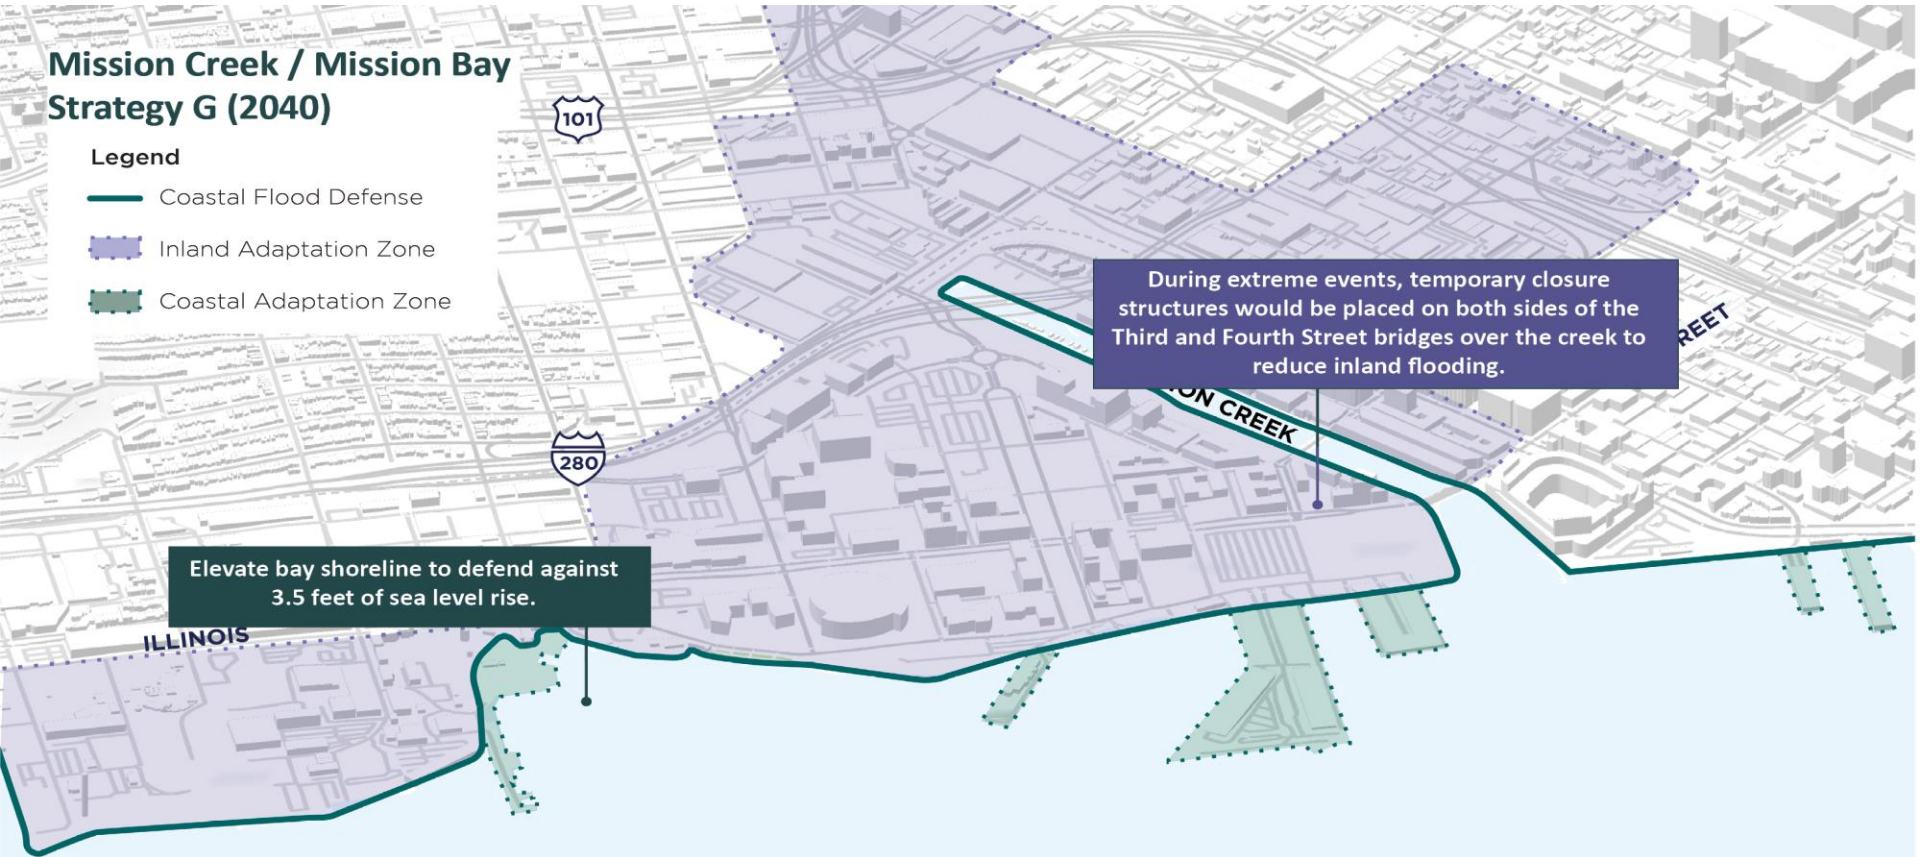 Mission Creek / Mission Bay
Strategy G (2040)
Legend
Coastal Flood Defense
Inland Adaptation Zone
Coastal Adaptation Zone
101
During extreme events, temporary closure
structures would be placed on both sides of the
Third and Fourth Street bridges over the creek to
reduce inland flooding.
REET
ON CREEK
280
Elevate bay shoreline to defend against
3.5 feet of sea level rise.
ILLINOIS